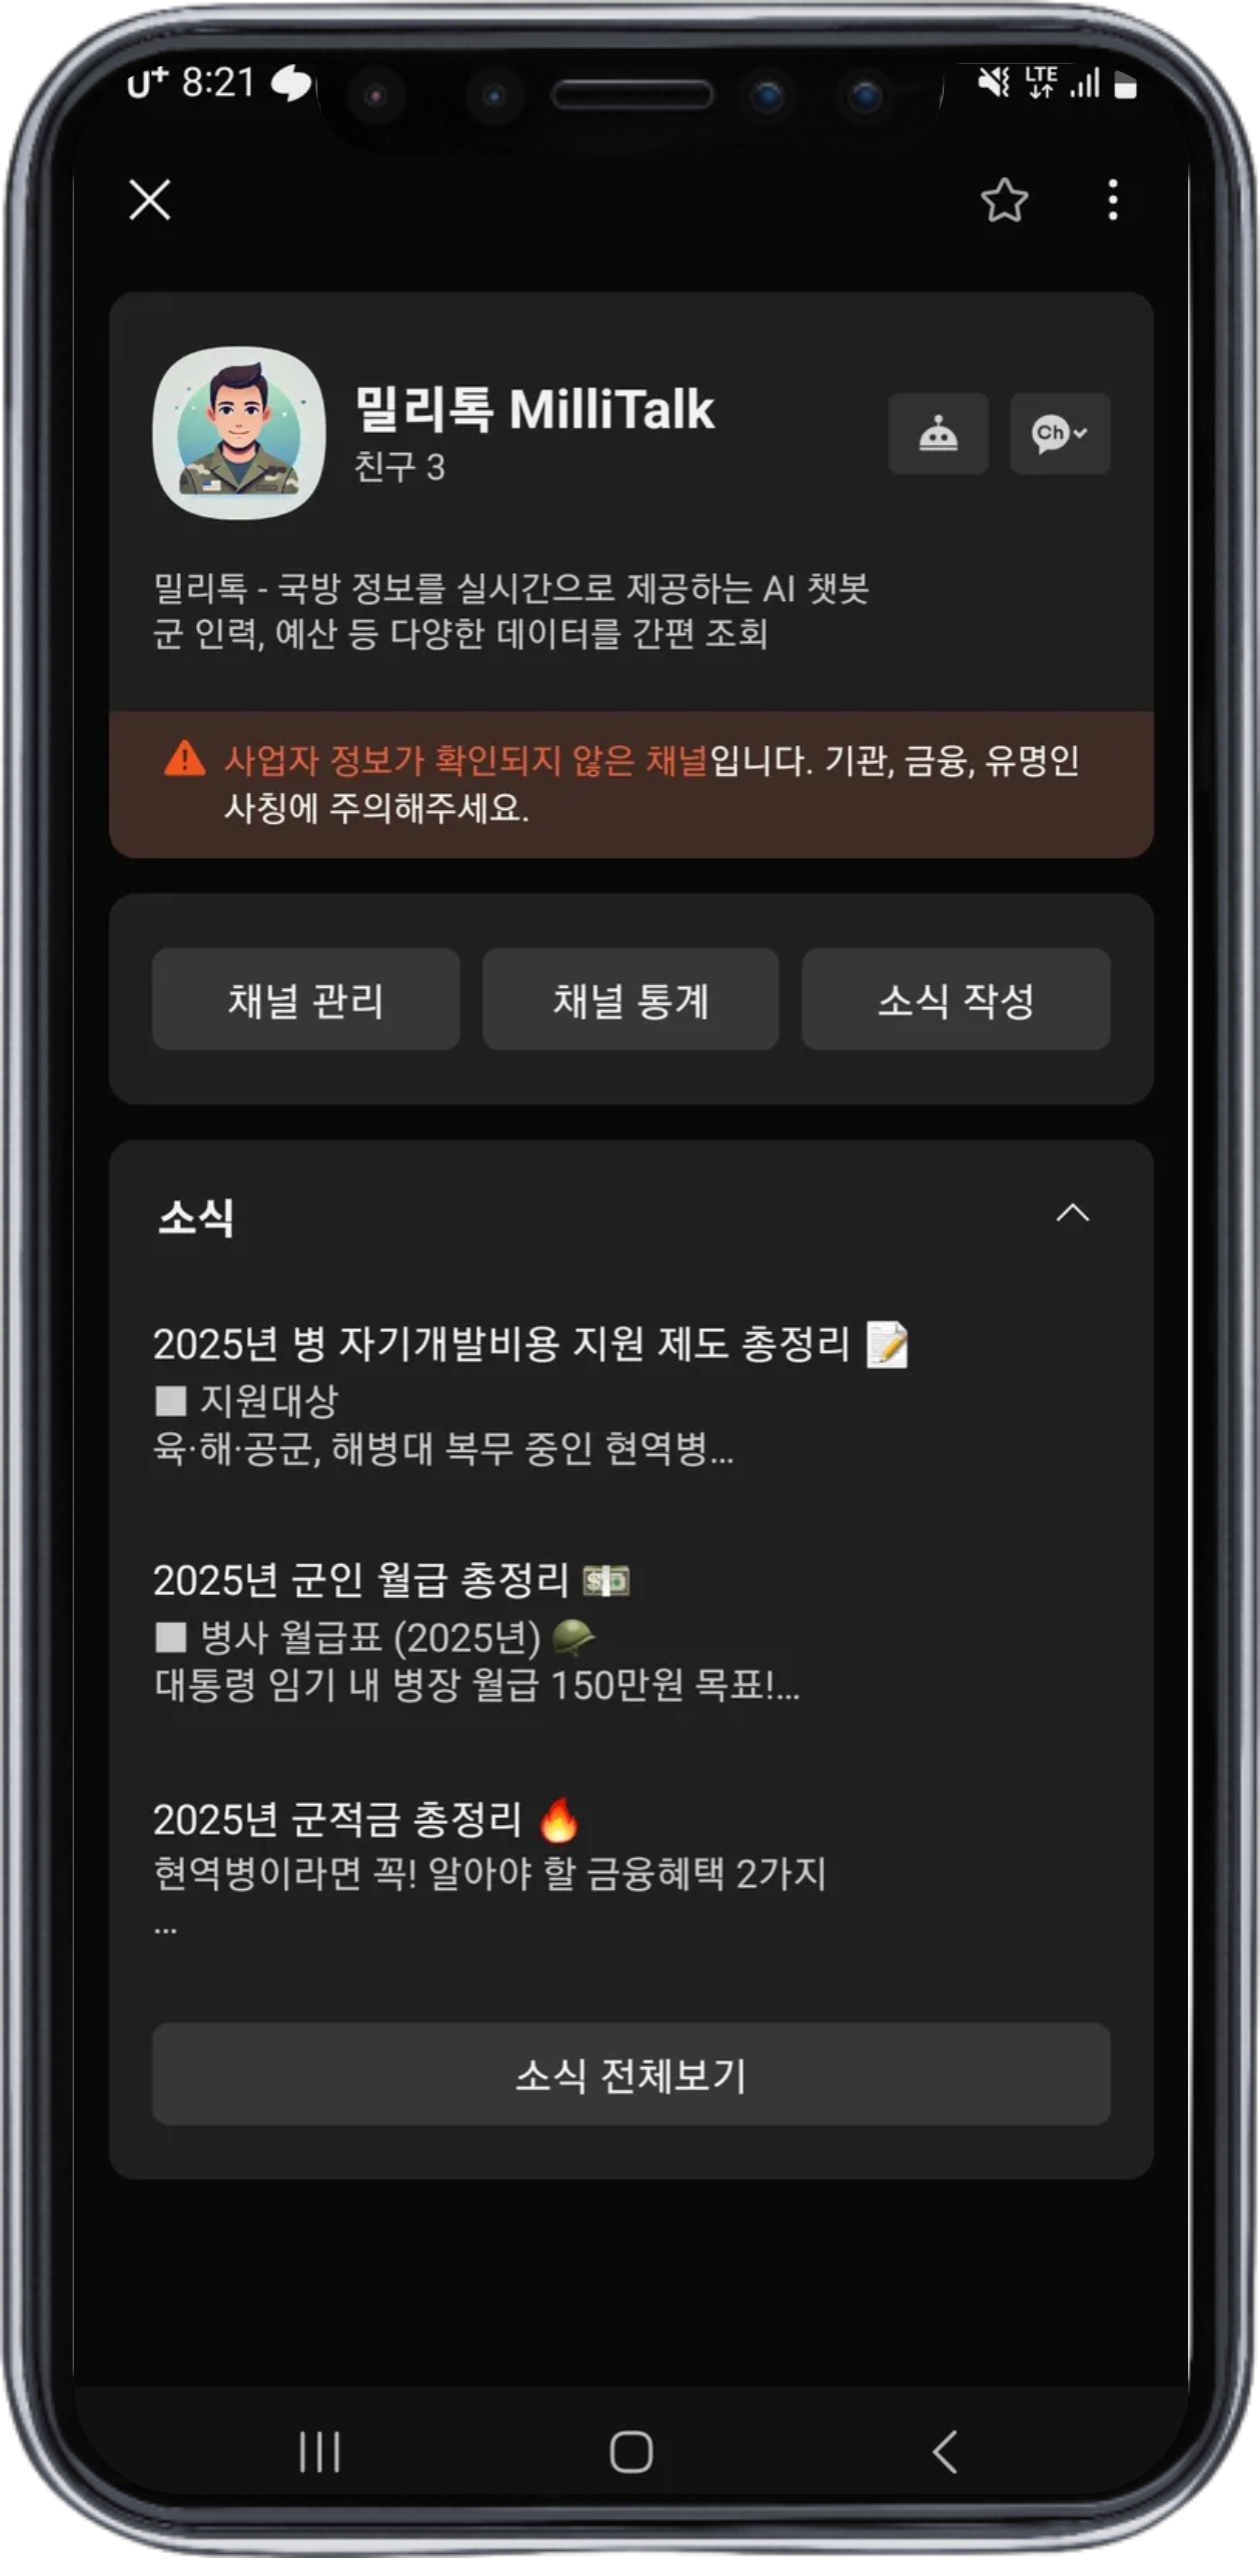 U+ 8:21
LTE
밀리톡 MilliTalk
친구 3
Ch
밀리톡 - 국방 정보를 실시간으로 제공하는 AI 챗봇
군 인력, 예산 등 다양한 데이터를 간편 조회
사업자 정보가 확인되지 않은 채널입니다. 기관, 금융, 유명인
사칭에 주의해주세요.
채널 관리
채널 통계
소식 작성
소식
2025년 병 자기개발비용 지원 제도 총정리 📝
■ 지원대상
육·해·공군, 해병대 복무 중인 현역병...
2025년 군인 월급 총정리 💵
■ 병사 월급표 (2025년) 🪖
대통령 임기 내 병장 월급 150만원 목표!...
2025년 군적금 총정리 🔥
현역병이라면 꼭! 알아야 할 금융혜택 2가지
...
소식 전체보기